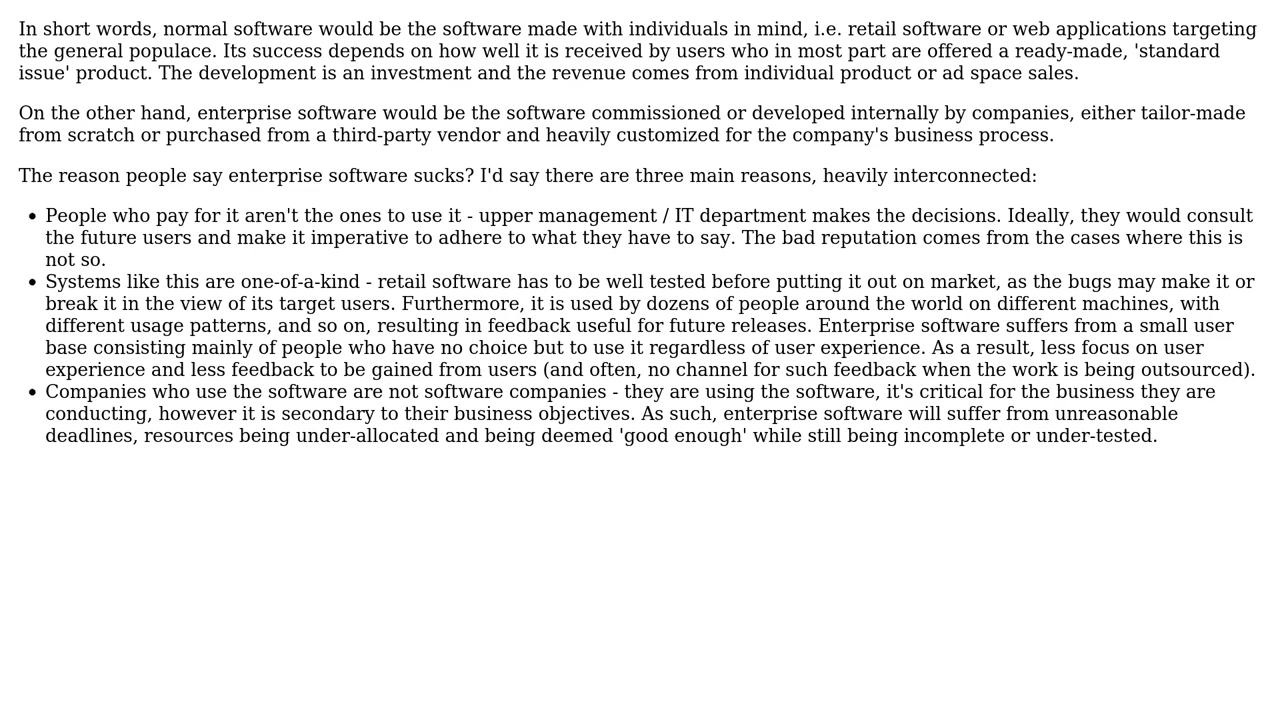 In short words, normal software would be the software made with individuals in mind, i.e. retail software or web applications targeting
the general populace. Its success depends on how well it is received by users who in most part are offered a ready-made, 'standard
issue' product. The development is an investment and the revenue comes from individual product or ad space sales.
On the other hand, enterprise software would be the software commissioned or developed internally by companies, either tailor-made
from scratch or purchased from a third-party vendor and heavily customized for the company's business process.
The reason people say enterprise software sucks? I'd say there are three main reasons, heavily interconnected:
• People who pay for it aren't the ones to use it - upper management / IT department makes the decisions. Ideally, they would consult
the future users and make it imperative to adhere to what they have to say. The bad reputation comes from the cases where this is
not so.
• Systems like this are one-of-a-kind - retail software has to be well tested before putting it out on market, as the bugs may make it or
break it in the view of its target users. Furthermore, it is used by dozens of people around the world on different machines, with
different usage patterns, and so on, resulting in feedback useful for future releases. Enterprise software suffers from a small user
base consisting mainly of people who have no choice but to use it regardless of user experience. As a result, less focus on user
experience and less feedback to be gained from users (and often, no channel for such feedback when the work is being outsourced).
• Companies who use the software are not software companies - they are using the software, it's critical for the business they are
conducting, however it is secondary to their business objectives. As such, enterprise software will suffer from unreasonable
deadlines, resources being under-allocated and being deemed 'good enough' while still being incomplete or under-tested.